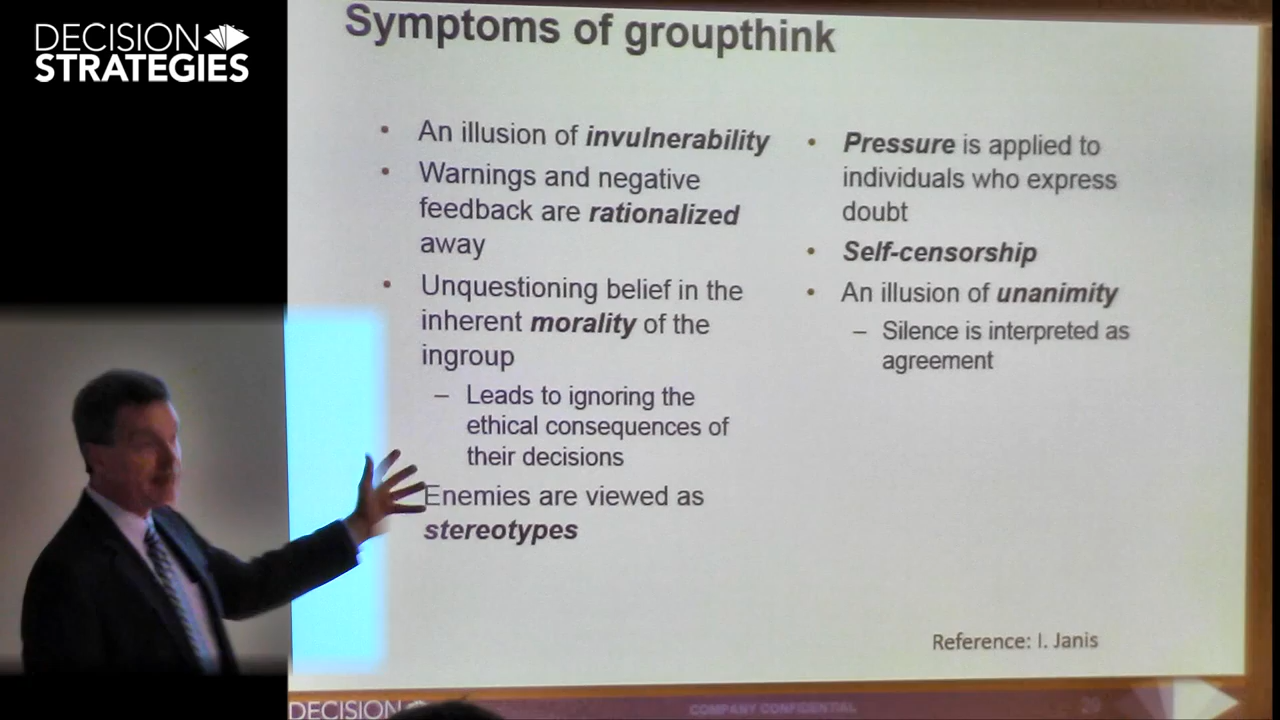 DECISION
STRATEGIES
Symptoms of groupthink
• An illusion of invulnerability
• Warnings and negative
feedback are rationalized
away
• Unquestioning belief in the
inherent morality of the
ingroup
– Leads to ignoring the
ethical consequences of
their decisions
Enemies are viewed as
stereotypes
• Pressure is applied to
individuals who express
doubt
• Self-censorship
• An illusion of unanimity
– Silence is interpreted as
agreement
Reference: I. Janis
DECISION
COMPANY CONFIDENTIAL